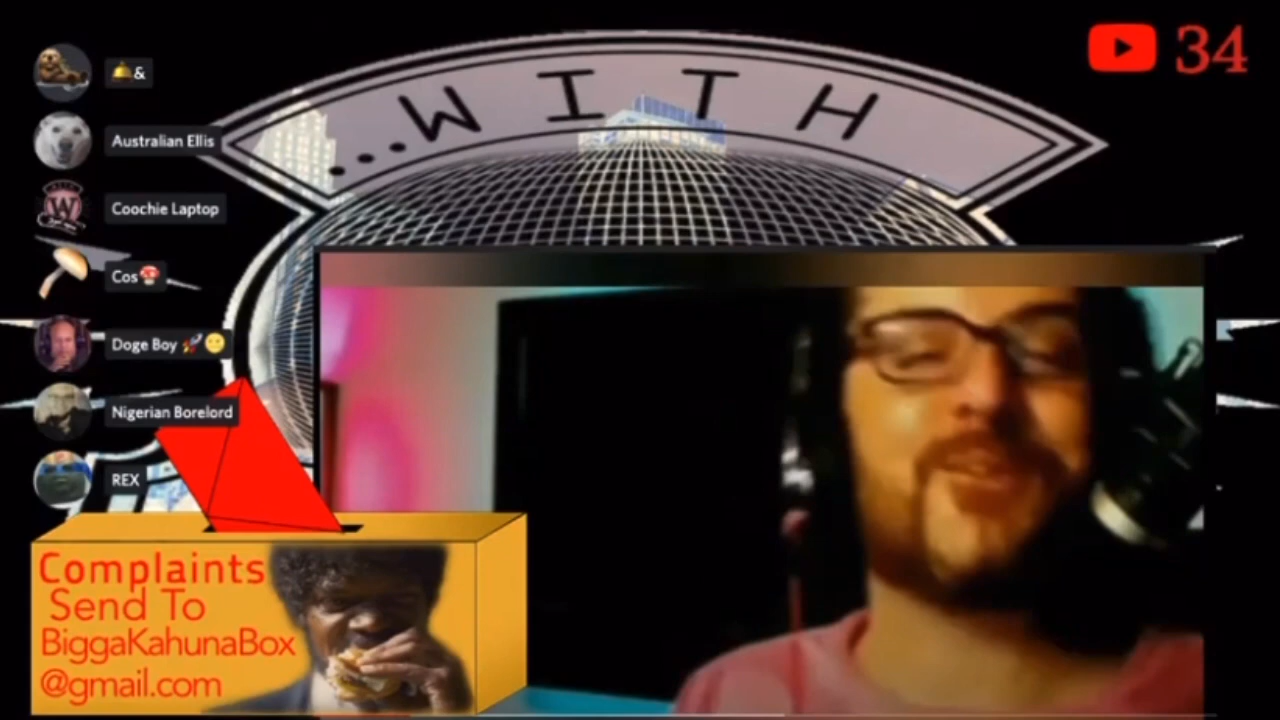 34
...WITH
🛎&
Australian Ellis
Coochie Laptop
W
Cos🍄
Doge Boy 🚀🌝
Nigerian Borelord
REX
Complaints
Send To
BiggaKahunaBox
@gmail.com